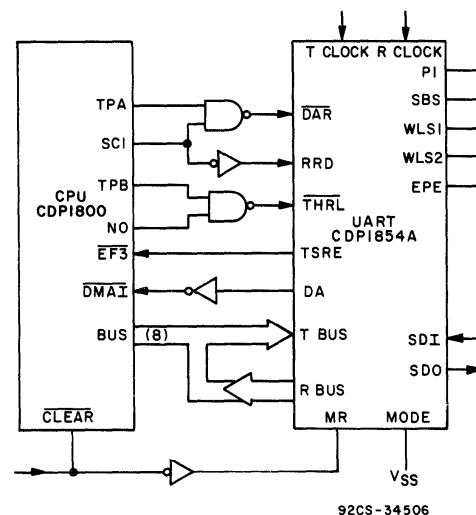 T CLOCK R CLOCK
PI
SBS
WLS1
WLS2
EPE
TPA
SCI
TPB
NO
EF3
DMAI
BUS (8)
CLEAR
CPU
CDP1800
DAR
RRD
THRL
UART
CDP1854A
TSRE
DA
T BUS
R BUS
SDI
SDO
MR MODE
VSS
92CS-34506